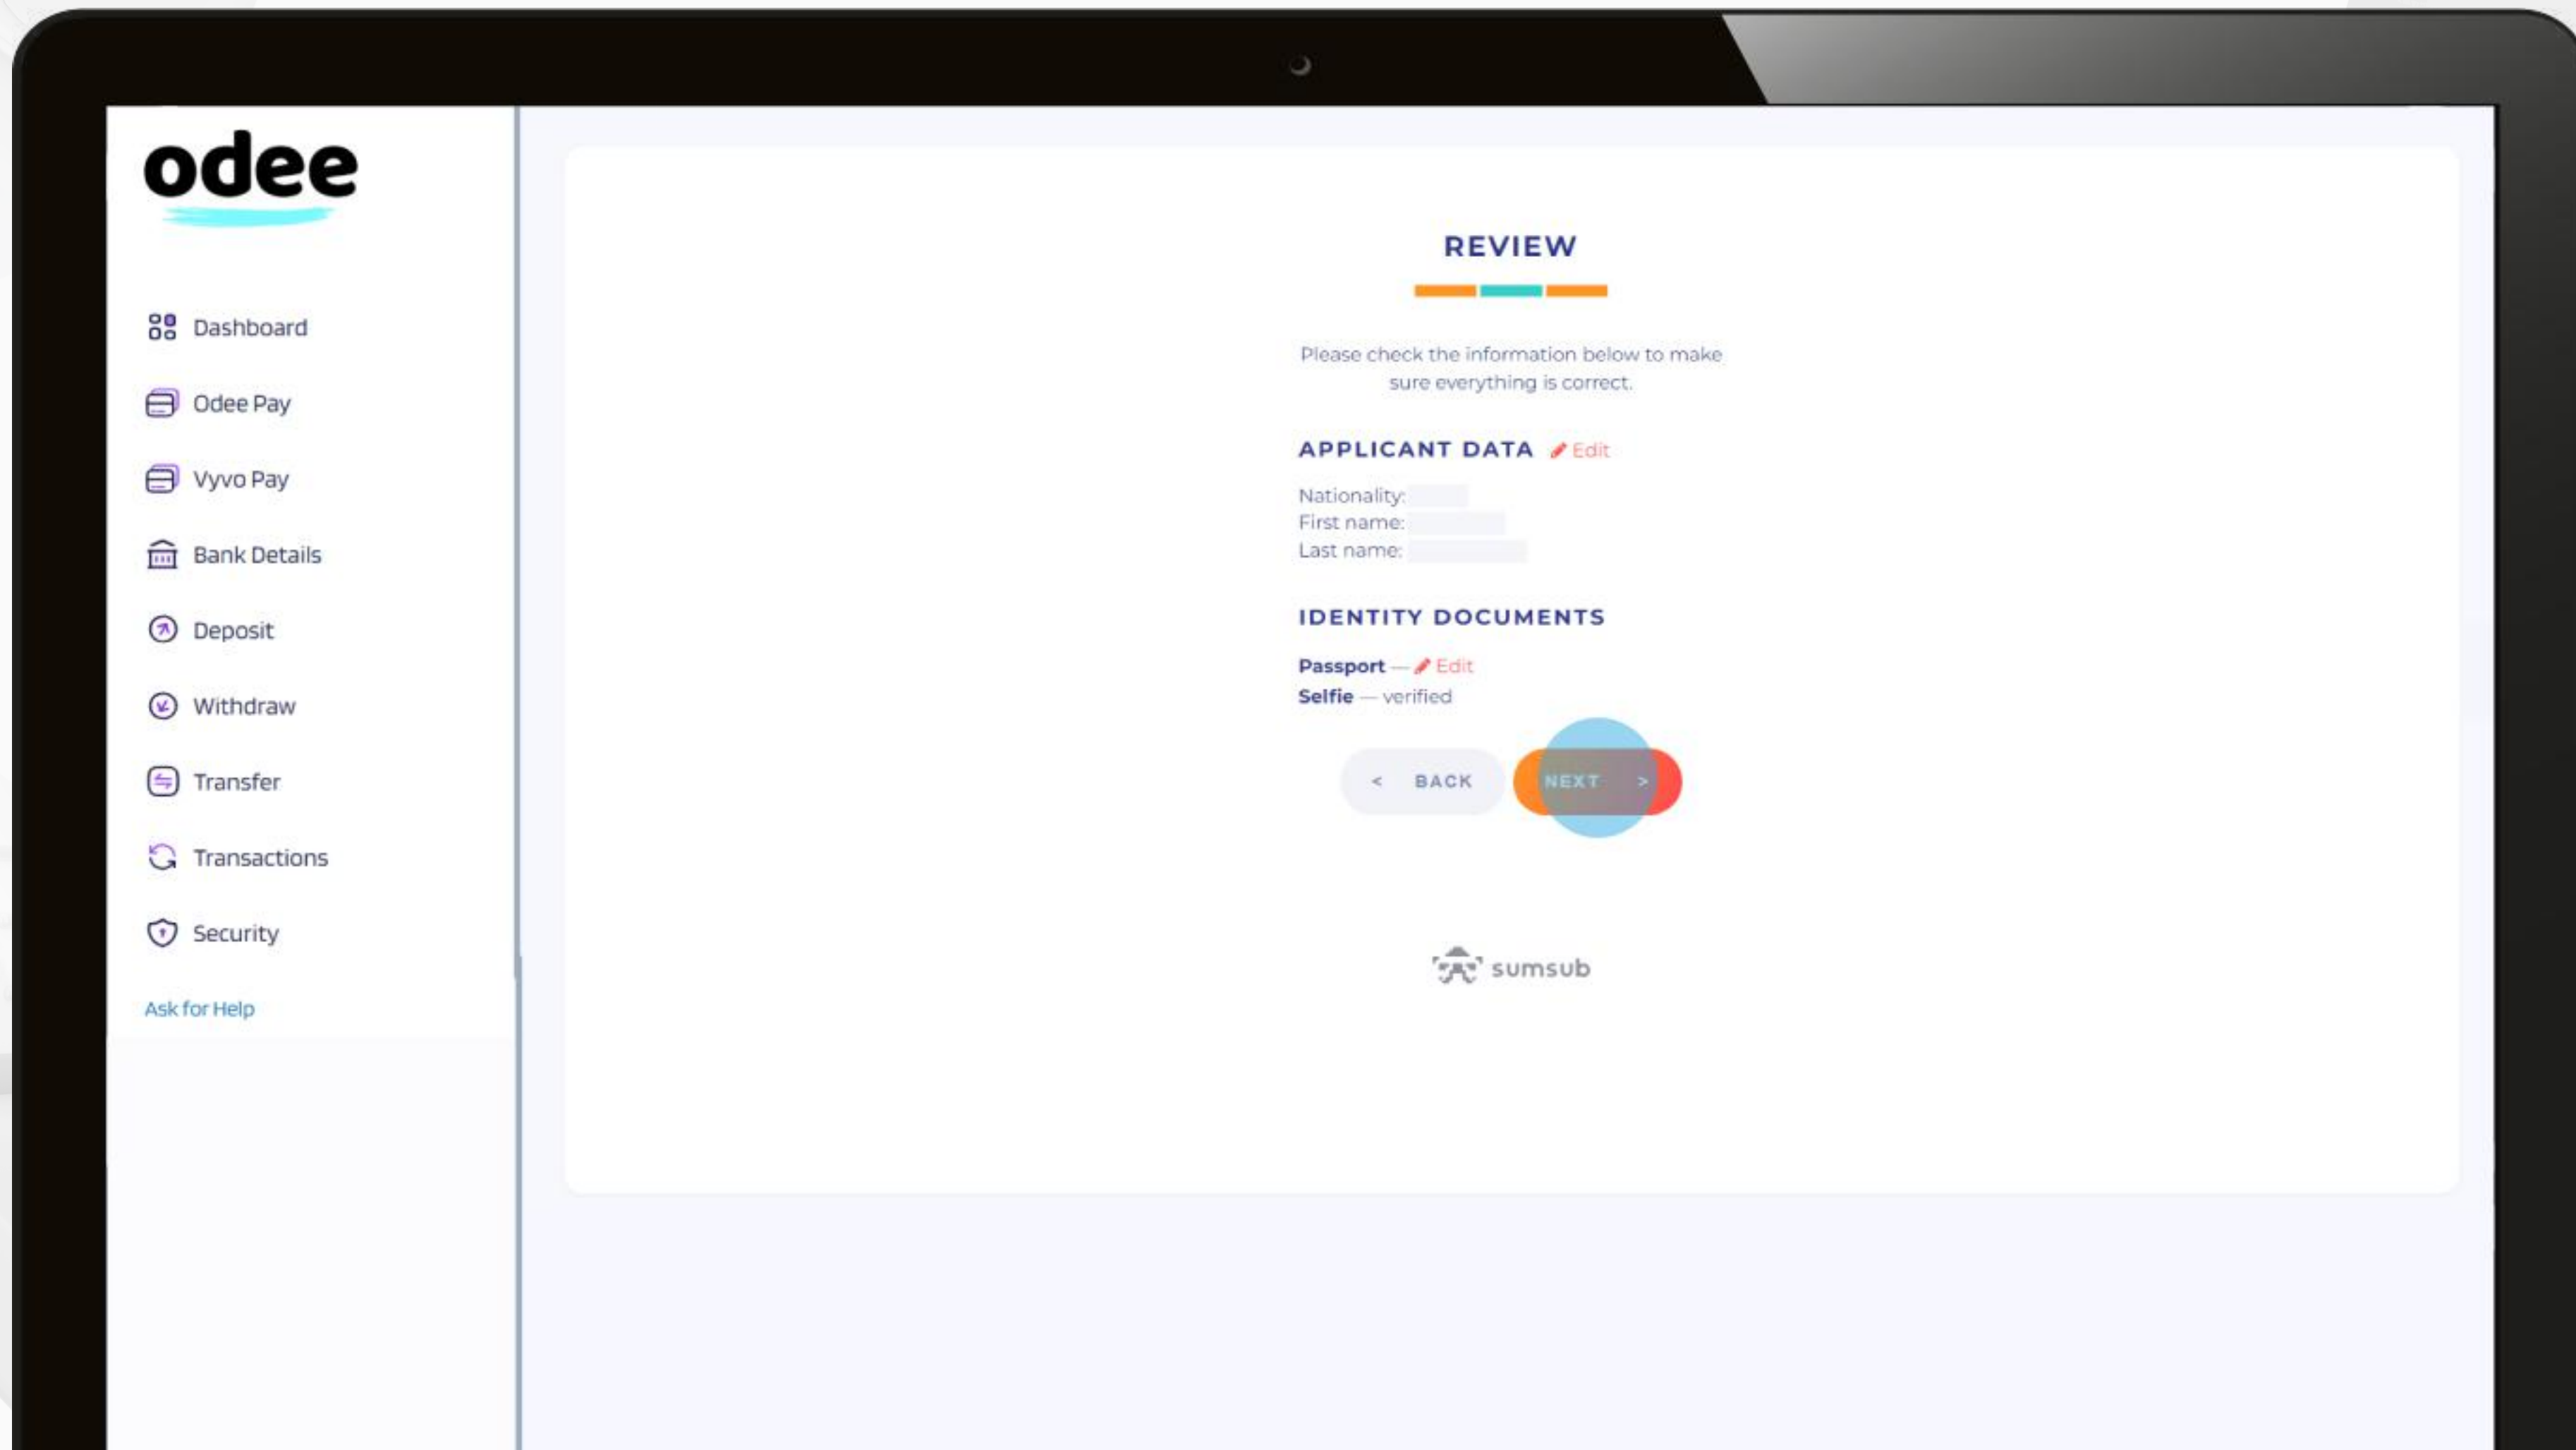 odee
Dashboard
Odee Pay
Vyvo Pay
Bank Details
Deposit
Withdraw
Transfer
Transactions
Security
Ask for Help
REVIEW
Please check the information below to make
sure everything is correct.
APPLICANT DATA Edit
Nationality:
First name:
Last name:
IDENTITY DOCUMENTS
Passport — Edit
Selfie — verified
< BACK NEXT >
sumsub